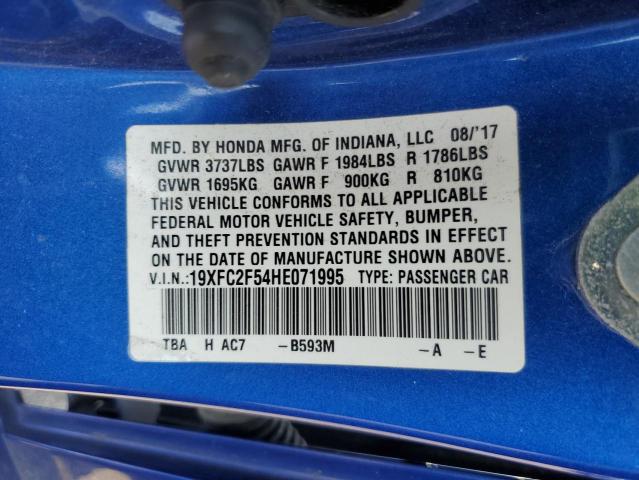 MFD. BY HONDA MFG. OF INDIANA, LLC 08/'17
GVWR 3737LBS GAWR F 1984LBS R 1786LBS
GVWR 1695KG GAWR F 900KG R 810KG
THIS VEHICLE CONFORMS TO ALL APPLICABLE
FEDERAL MOTOR VEHICLE SAFETY, BUMPER,
AND THEFT PREVENTION STANDARDS IN EFFECT
ON THE DATE OF MANUFACTURE SHOWN ABOVE.
V.I.N.:19XFC2F54HE071995 TYPE: PASSENGER CAR
TBA H AC7 -B593M -A -E